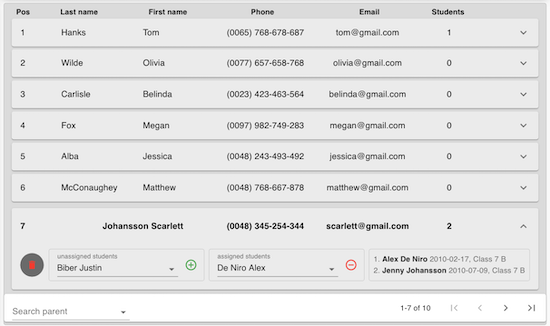 Pos Last name First name Phone Email Students
1 Hanks Tom (0065) 768-678-687 tom@gmail.com 1
2 Wilde Olivia (0077) 657-658-768 olivia@gmail.com 0
3 Carlisle Belinda (0023) 423-463-564 belinda@gmail.com 0
4 Fox Megan (0097) 982-749-283 megan@gmail.com 0
5 Alba Jessica (0048) 243-493-492 jessica@gmail.com 0
6 McConaughey Matthew (0048) 768-667-878 matthew@gmail.com 0
7 Johansson Scarlett (0048) 345-254-344 scarlett@gmail.com 2
unassigned students
Biber Justin
assigned students
De Niro Alex
1. Alex De Niro 2010-02-17, Class 7 B
2. Jenny Johansson 2010-07-09, Class 7 B
Search parent
1-7 of 10